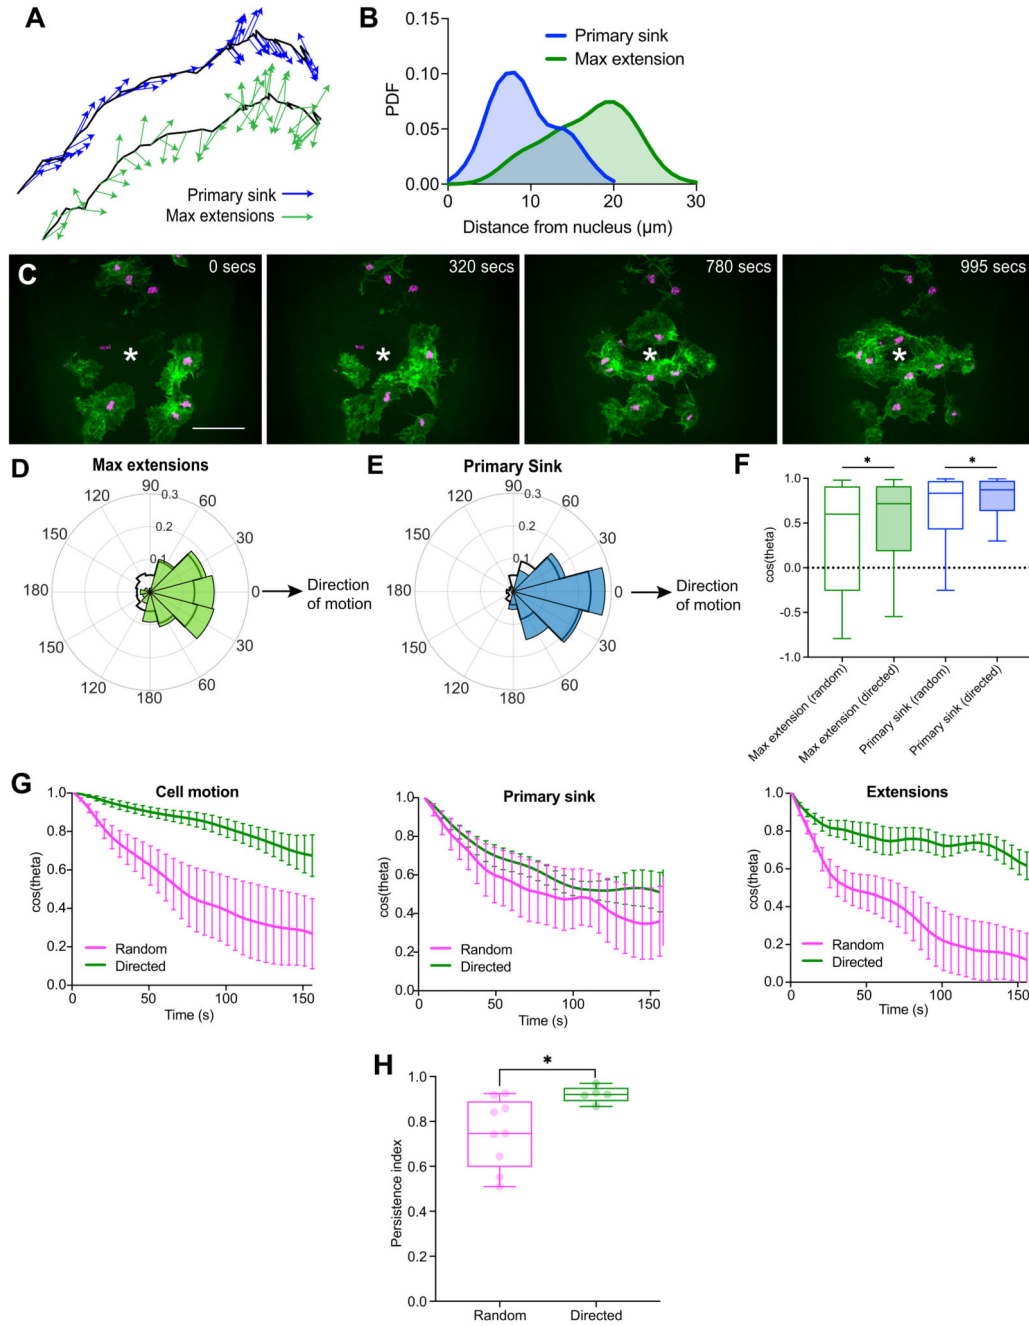 A
Primary sink
Max extensions
B
0.15
0.10
0.05
0.00
PDF
Primary sink
Max extension
0
10
20
30
Distance from nucleus (µm)
C
0 secs
320 secs
780 secs
995 secs
*
*
*
*
D
Max extensions
90
0.3
120
60
0.2
150
30
0.1
180
0
Direction
of motion
150
30
120
60
180
E
Primary Sink
90
0.3
120
60
0.2
150
30
0.1
180
0
Direction
of motion
150
30
120
60
180
F
*
*
1.0
0.5
0.0
-0.5
-1.0
cos(theta)
Max extension (random)
Max extension (directed)
Primary sink (random)
Primary sink (directed)
G
Cell motion
1.0
0.8
0.6
0.4
0.2
0.0
cos(theta)
Random
Directed
0
50
100
150
Time (s)
Primary sink
1.0
0.8
0.6
0.4
0.2
0.0
cos(theta)
Random
Directed
0
50
100
150
Time (s)
Extensions
1.0
0.8
0.6
0.4
0.2
0.0
cos(theta)
Random
Directed
0
50
100
150
Time (s)
H
*
1.0
0.8
0.6
0.4
0.2
0.0
Persistence index
Random
Directed